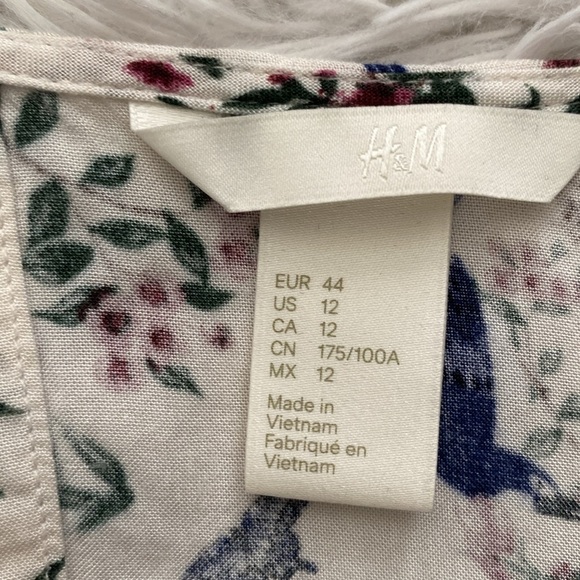 H&M
EUR 44
US 12
CA 12
CN 175/100A
MX 12
Made in
Vietnam
Fabriqué en
Vietnam